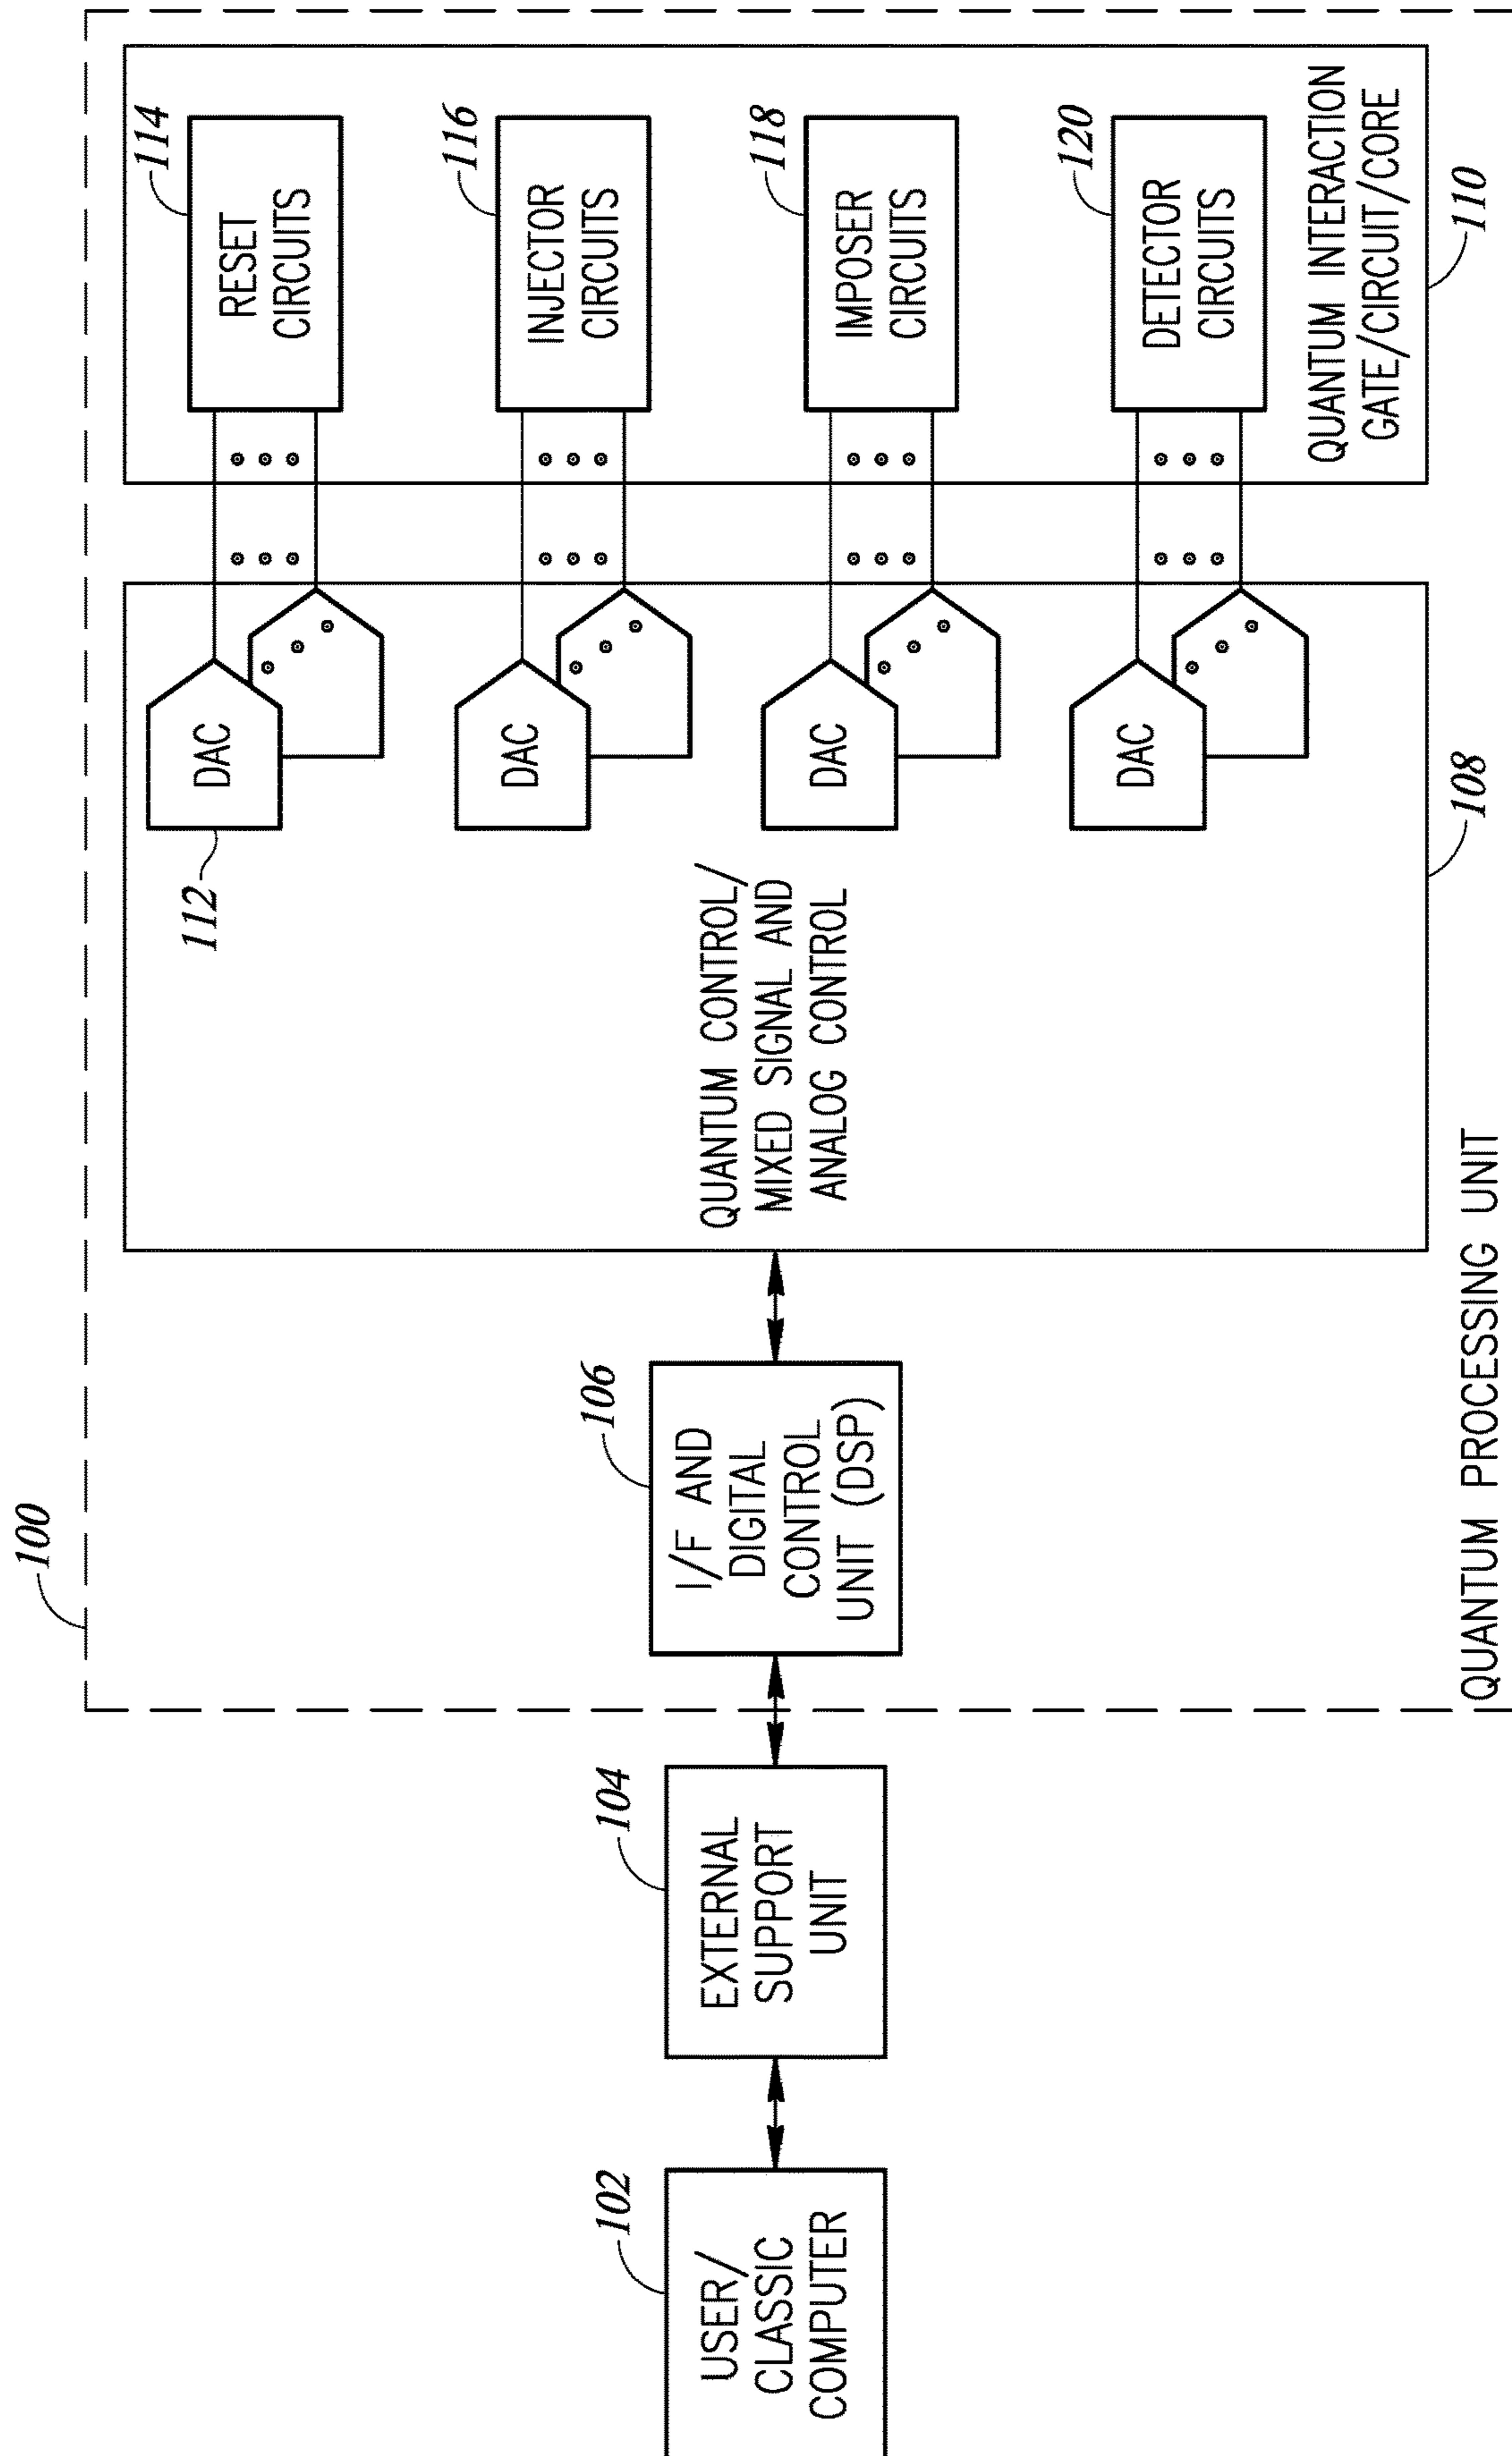 100
102
USER/
CLASSIC
COMPUTER
104
EXTERNAL
SUPPORT
UNIT
106
I/F AND
DIGITAL
CONTROL
UNIT (DSP)
QUANTUM CONTROL/
MIXED SIGNAL AND
ANALOG CONTROL
108
112
DAC
DAC
DAC
DAC
114
RESET
CIRCUITS
116
INJECTOR
CIRCUITS
118
IMPOSER
CIRCUITS
120
DETECTOR
CIRCUITS
QUANTUM INTERACTION
GATE/CIRCUIT/CORE
110
QUANTUM PROCESSING UNIT